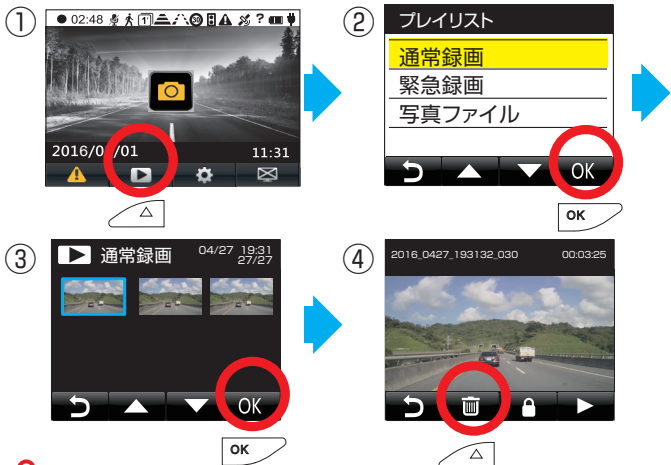 ①
02:48 1 30 ?
2016/0 /01 11:31
②
プレイリスト
通常録画
緊急録画
写真ファイル
OK
OK
③
通常録画 04/27 19:31
27/27
OK
OK
④
2016_0427_193132_030 00:03:25